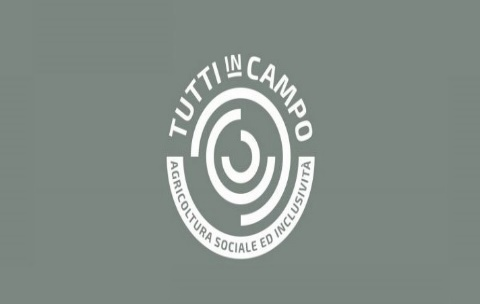 TUTTI IN CAMPO
AGRICOLTURA SOCIALE ED INCLUSIVITÀ